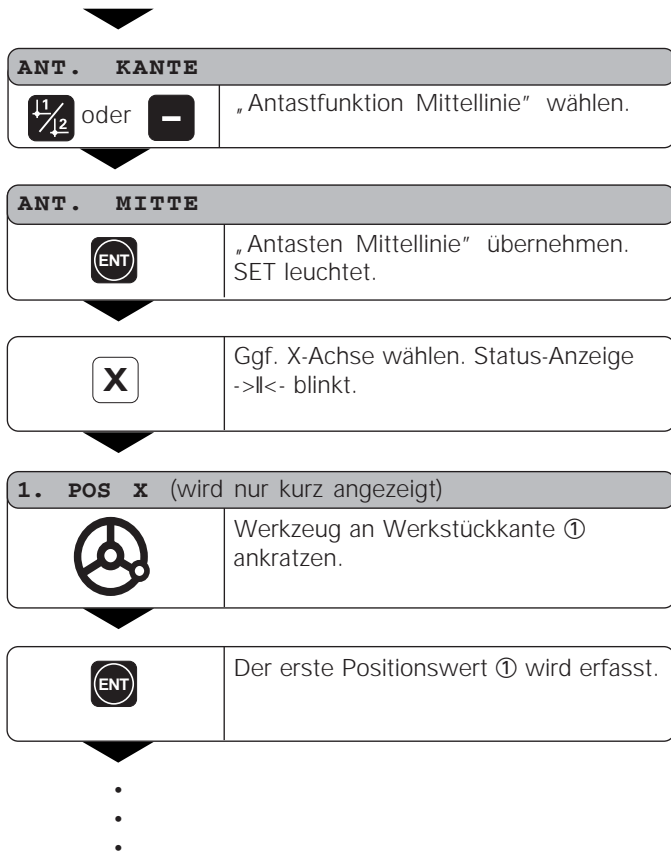 ANT. KANTE
1 2 oder – „Antastfunktion Mittellinie" wählen.
ANT. MITTE
ENT „Antasten Mittellinie" übernehmen.
SET leuchtet.
X Ggf. X-Achse wählen. Status-Anzeige
->||<- blinkt.
1. POS X (wird nur kurz angezeigt)
Werkzeug an Werkstückkante ①
ankratzen.
ENT Der erste Positionswert ① wird erfasst.